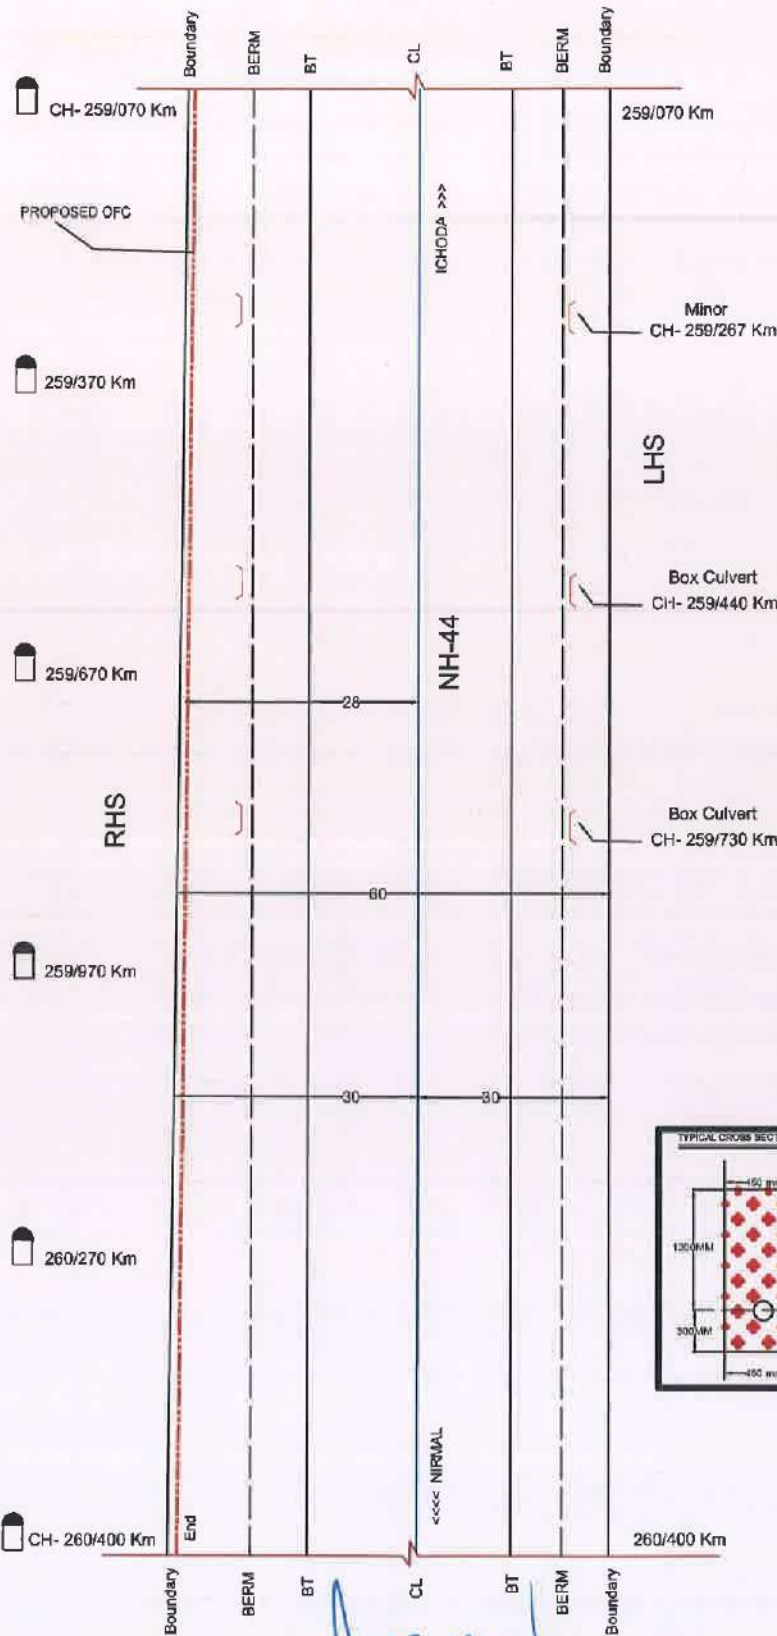 Boundary
BERM
BT
CL
BT
BERM
Boundary
CH- 259/070 Km
259/070 Km
PROPOSED OFC
ICHODA >>>
Minor
CH- 259/267 Km
259/370 Km
LHS
Box Culvert
CH- 259/440 Km
NH-44
259/670 Km
28
RHS
Box Culvert
CH- 259/730 Km
60
259/970 Km
30
30
TYPICAL CROSS SECT
1200MM
300MM
260/270 Km
<<<< NIRMAL
End
CH- 260/400 Km
260/400 Km
Boundary
BERM
BT
CL
BT
BERM
Boundary